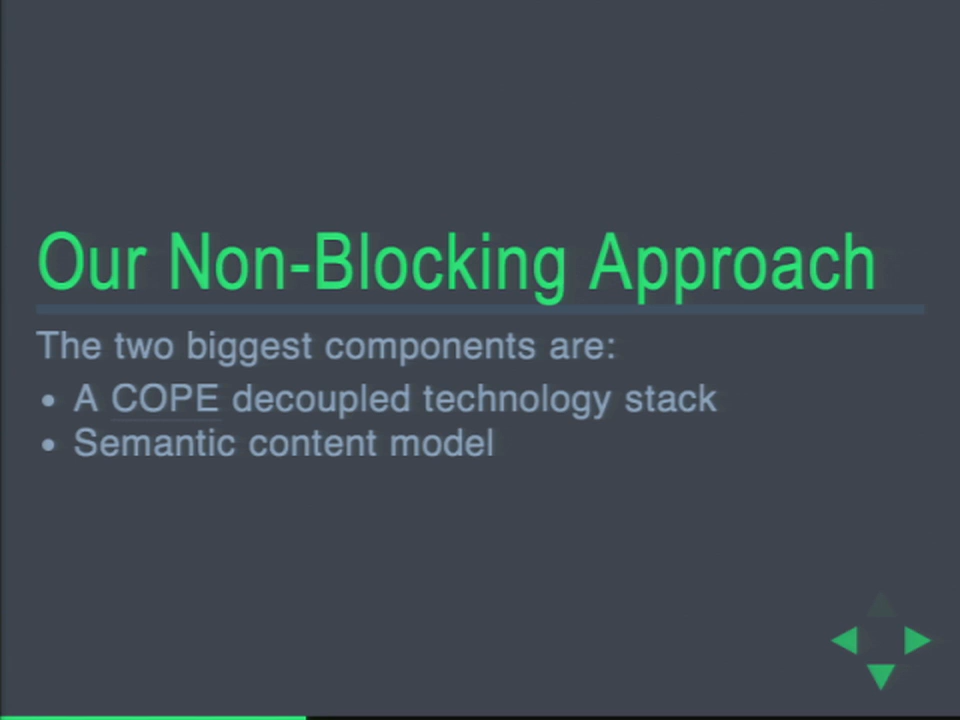 Our Non-Blocking Approach
The two biggest components are:
• A COPE decoupled technology stack
• Semantic content model